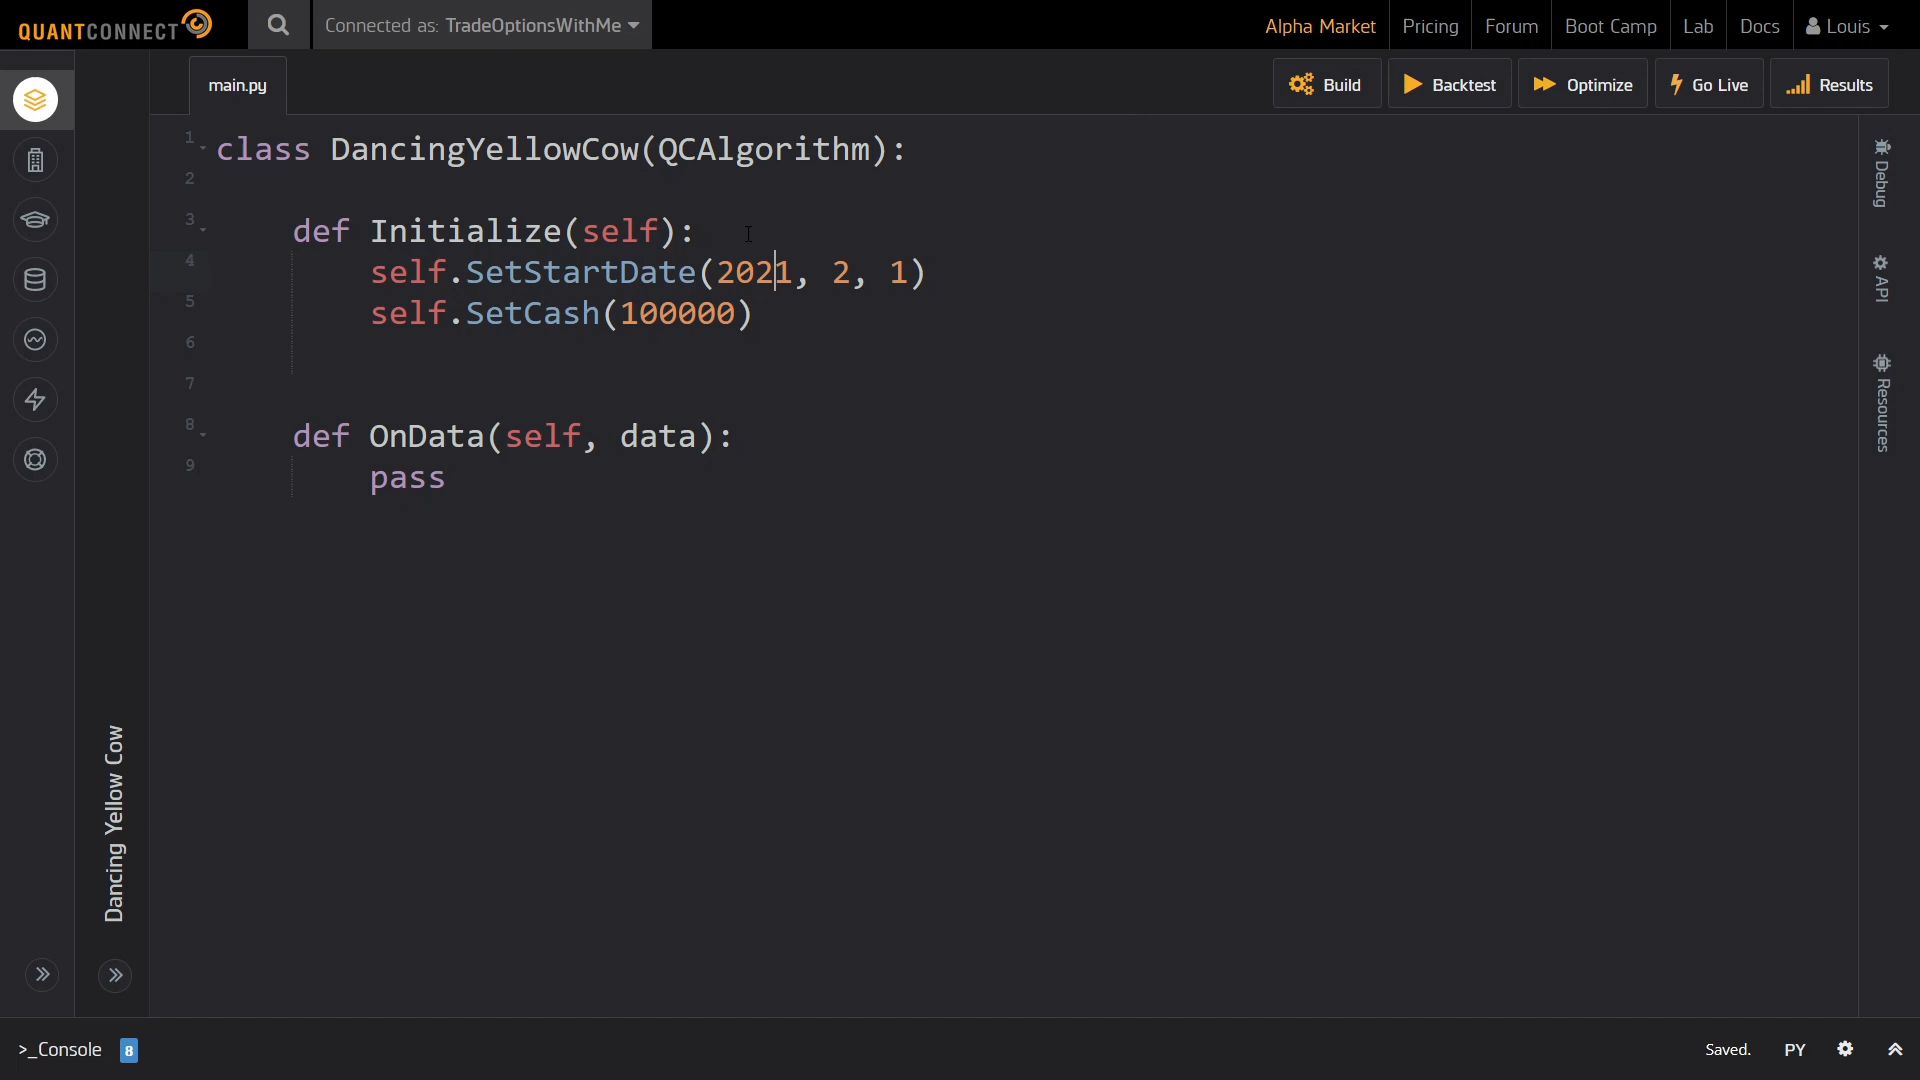 QUANTCONNECT
Connected as: TradeOptionsWithMe
Alpha Market
Pricing
Forum
Boot Camp
Lab
Docs
Louis
main.py
Build
Backtest
Optimize
Go Live
Results
1 class DancingYellowCow(QCAlgorithm):
2
3 def Initialize(self):
4 self.SetStartDate(2021, 2, 1)
5 self.SetCash(100000)
6
7
8 def OnData(self, data):
9 pass
Debug
API
Resources
Dancing Yellow Cow
>_Console 8
Saved.
PY